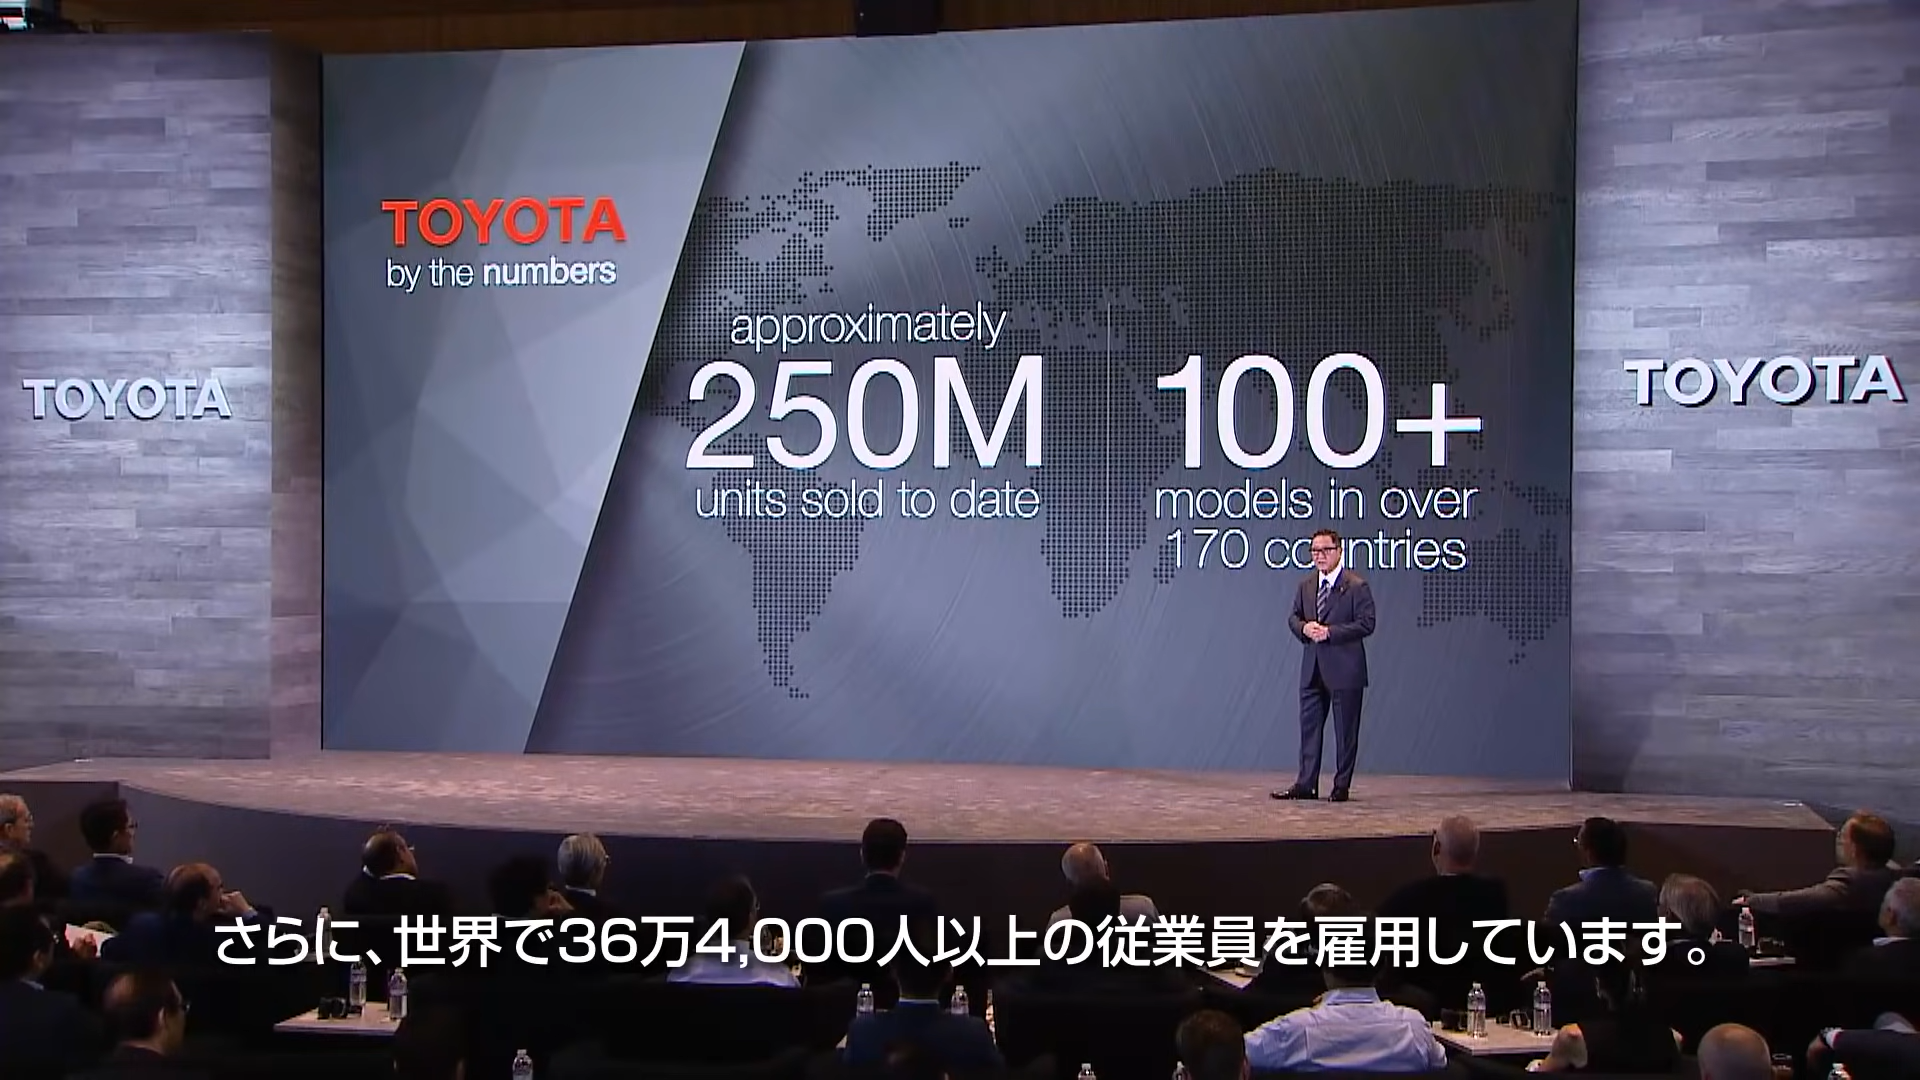 TOYOTA
by the numbers
approximately
250M
units sold to date
100+
models in over
170 countries
TOYOTA
TOYOTA
さらに、世界で36万4,000人以上の従業員を雇用しています。